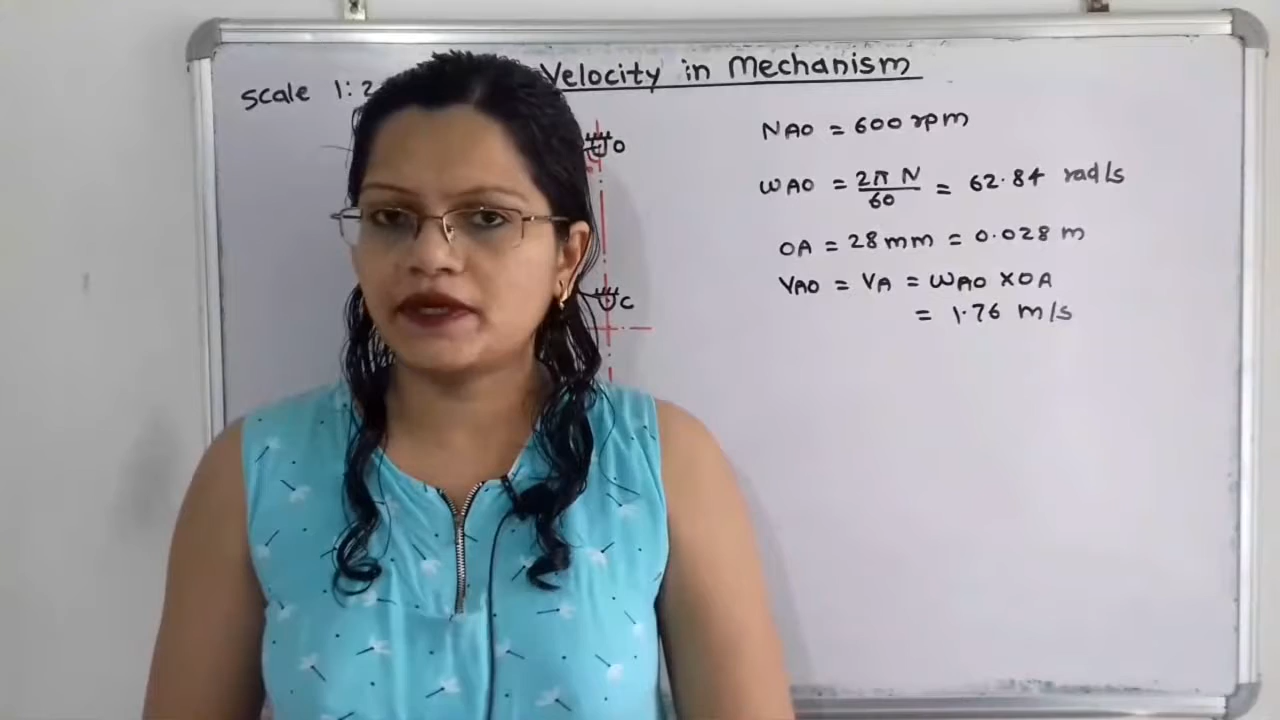 Velocity in Mechanism
Scale 1:2
O
C
NAO = 600 rpm
ωAO = 2π N / 60 = 62.84 rad/s
OA = 28 mm = 0.028 m
VAO = VA = ωAO × OA
= 1.76 m/s